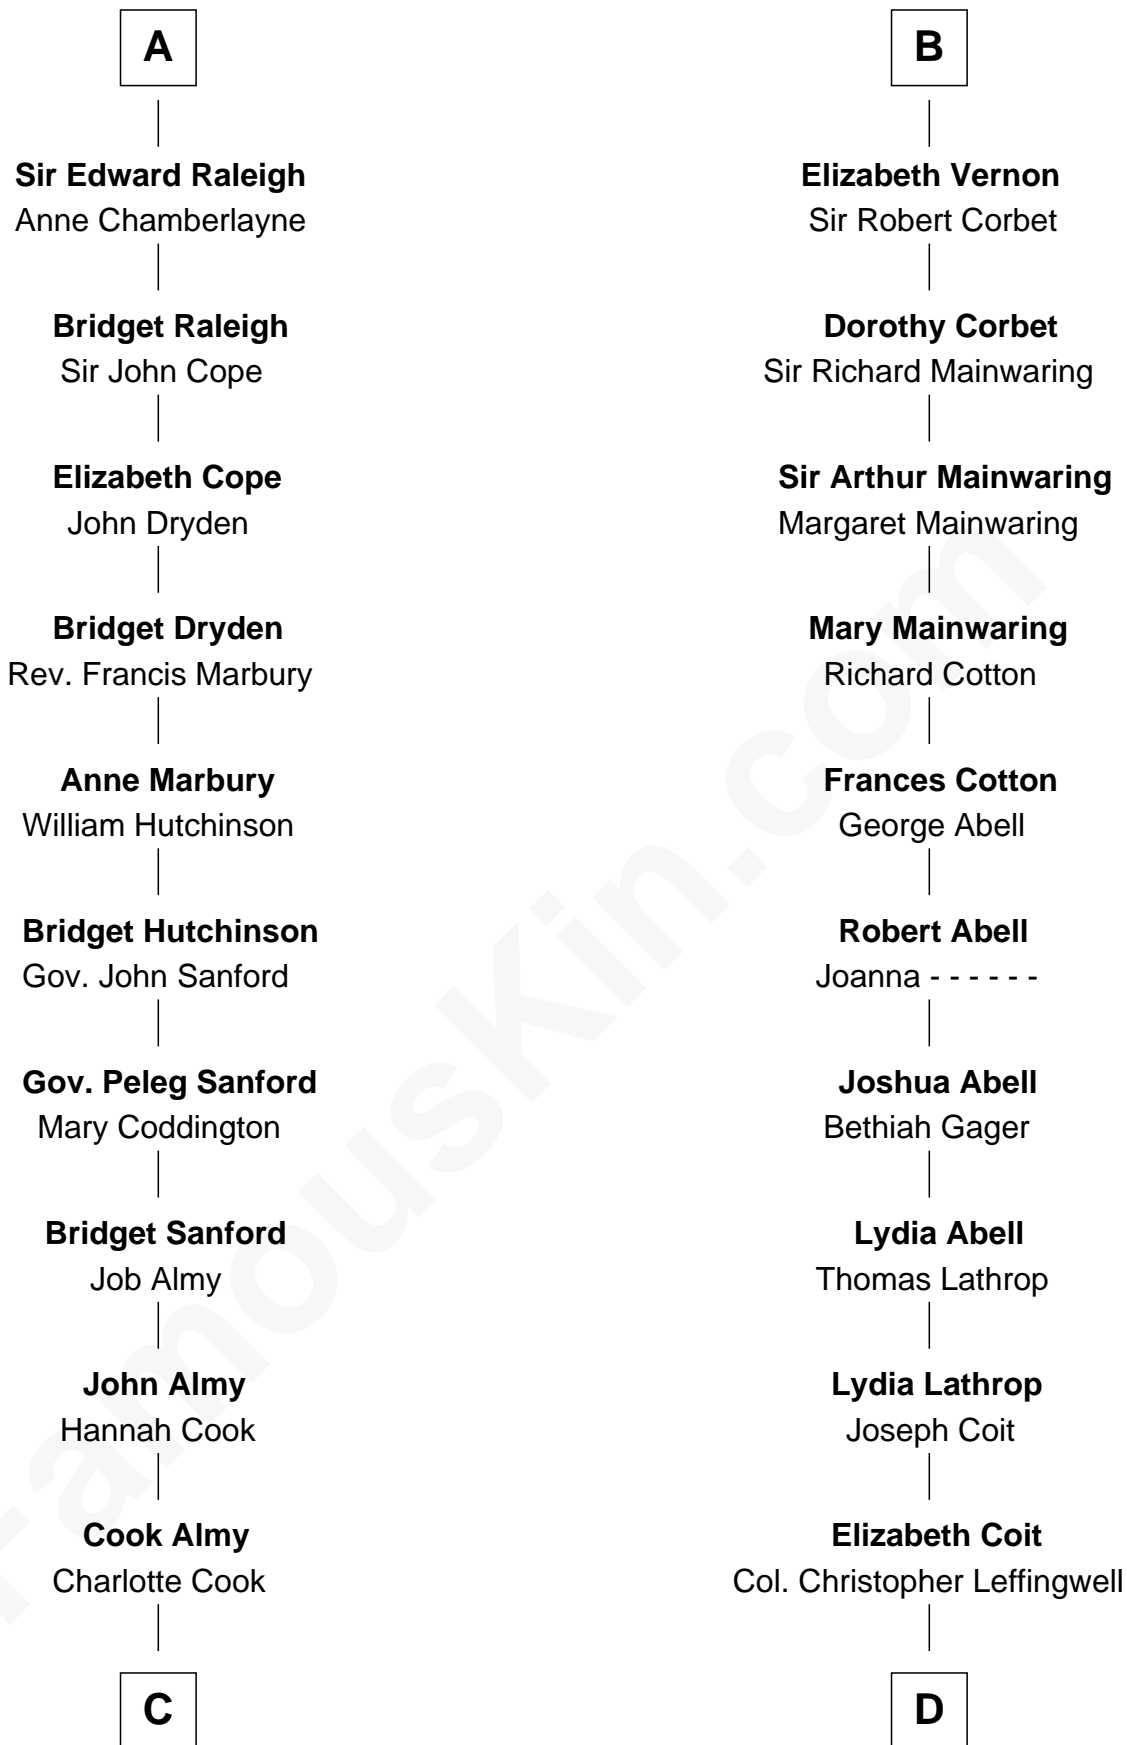 A
Sir Edward Raleigh
Anne Chamberlayne
Bridget Raleigh
Sir John Cope
Elizabeth Cope
John Dryden
Bridget Dryden
Rev. Francis Marbury
Anne Marbury
William Hutchinson
Bridget Hutchinson
Gov. John Sanford
Gov. Peleg Sanford
Mary Coddington
Bridget Sanford
Job Almy
John Almy
Hannah Cook
Cook Almy
Charlotte Cook
C
B
Elizabeth Vernon
Sir Robert Corbet
Dorothy Corbet
Sir Richard Mainwaring
Sir Arthur Mainwaring
Margaret Mainwaring
Mary Mainwaring
Richard Cotton
Frances Cotton
George Abell
Robert Abell
Joanna - - - - - -
Joshua Abell
Bethiah Gager
Lydia Abell
Thomas Lathrop
Lydia Lathrop
Joseph Coit
Elizabeth Coit
Col. Christopher Leffingwell
D
FamousKin.com